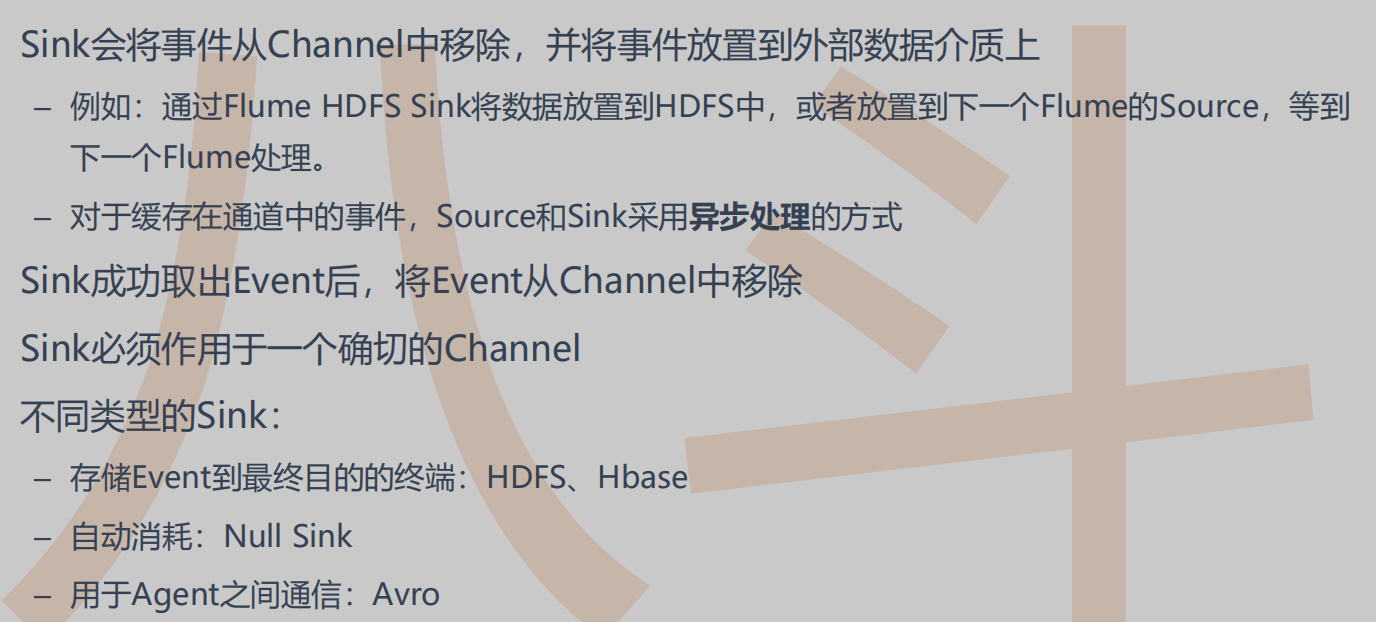 Sink会将事件从Channel中移除，并将事件放置到外部数据介质上
– 例如：通过Flume HDFS Sink将数据放置到HDFS中，或者放置到下一个Flume的Source，等到
下一个Flume处理。
– 对于缓存在通道中的事件，Source和Sink采用异步处理的方式
Sink成功取出Event后，将Event从Channel中移除
Sink必须作用于一个确切的Channel
不同类型的Sink：
– 存储Event到最终目的的终端：HDFS、Hbase
– 自动消耗：Null Sink
– 用于Agent之间通信：Avro
八斗